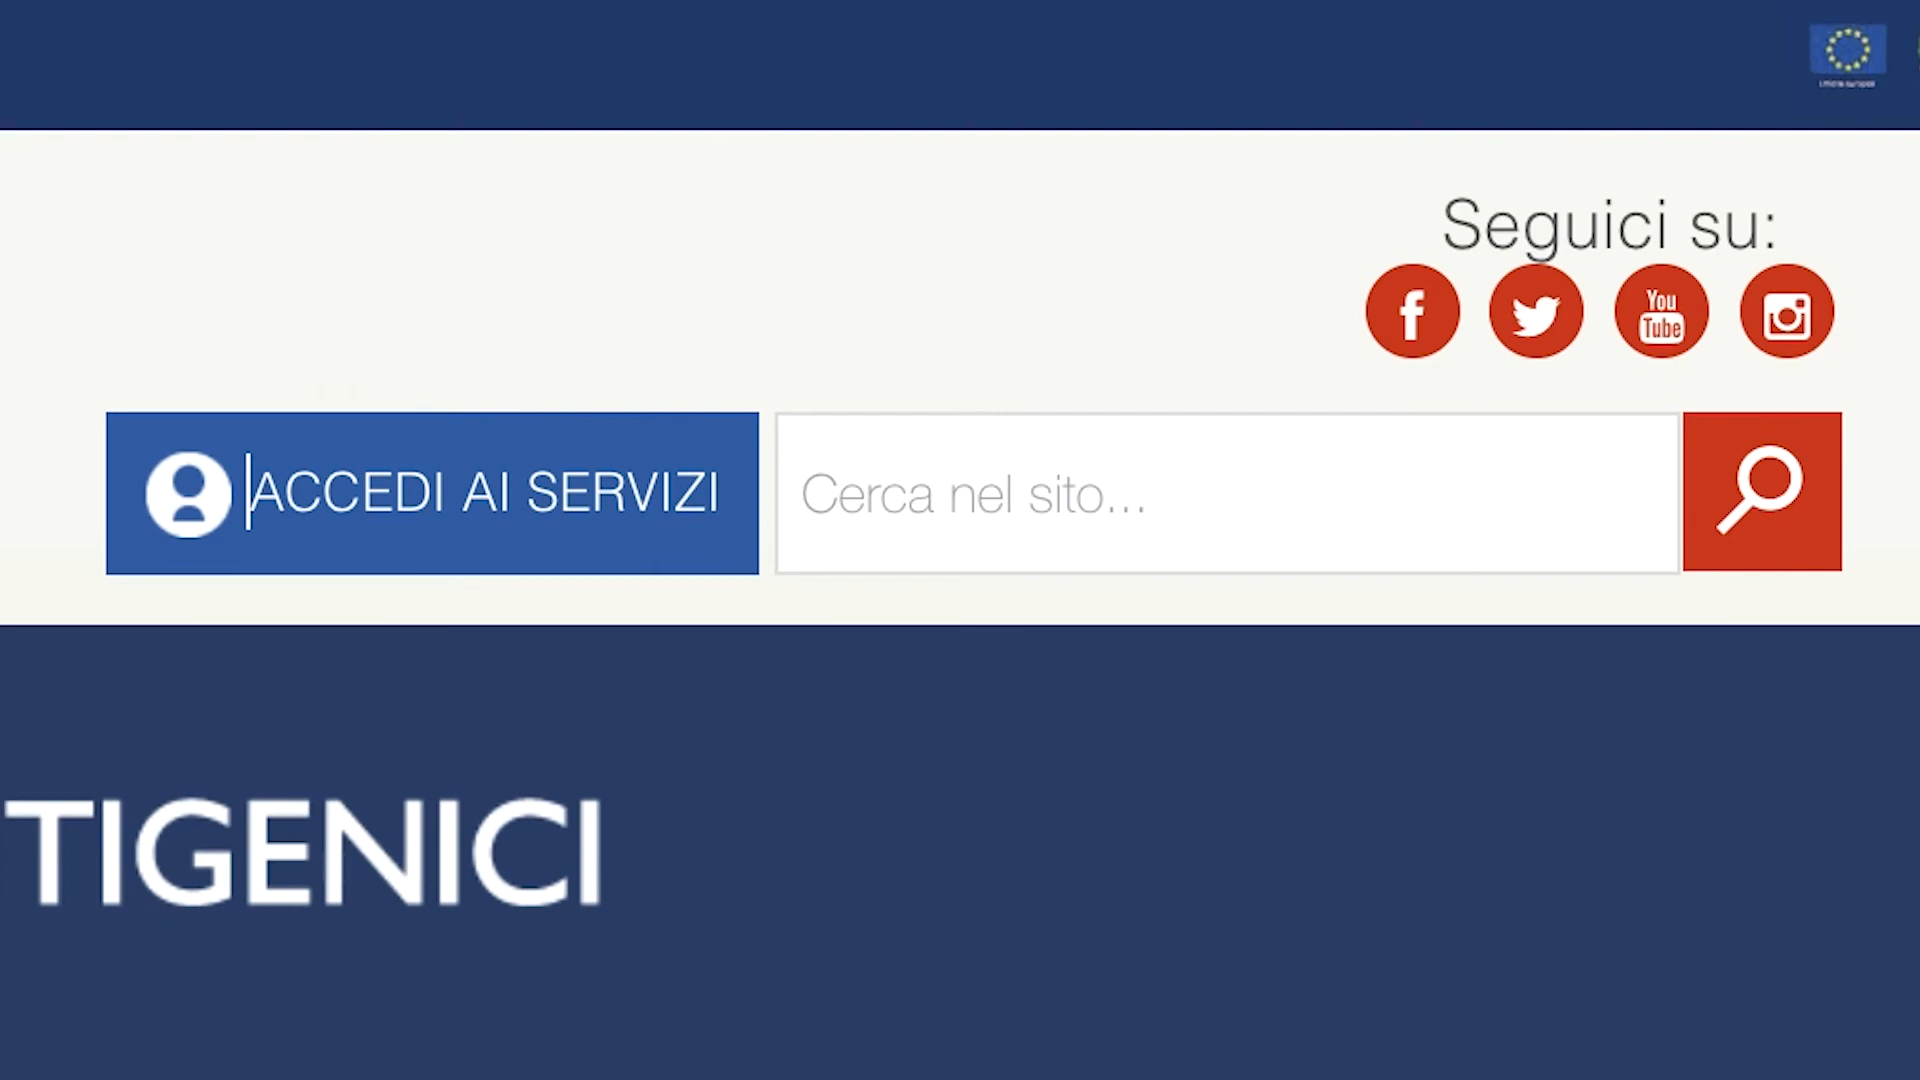 Seguici su:
You
Tube
ACCEDI AI SERVIZI
Cerca nel sito...
TIGENICI